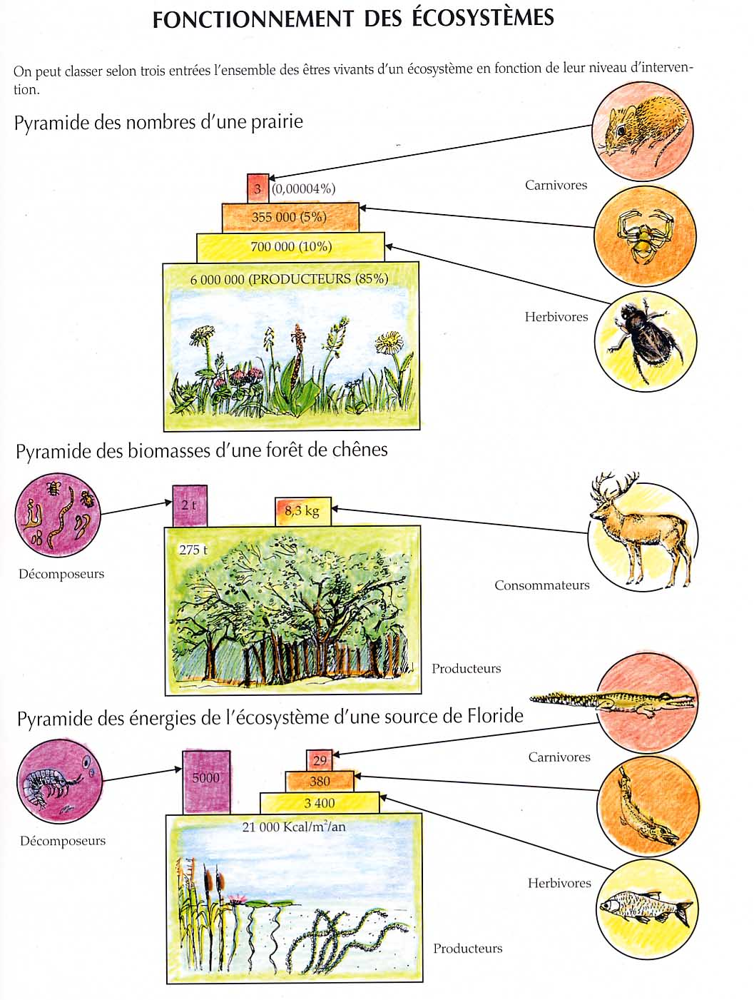 FONCTIONNEMENT DES ÉCOSYSTÈMES
On peut classer selon trois entrées l'ensemble des êtres vivants d'un écosystème en fonction de leur niveau d'interven-
tion.
Pyramide des nombres d'une prairie
Carnivores
3 (0,00004%)
355 000 (5%)
700 000 (10%)
6 000 000 (PRODUCTEURS (85%)
Herbivores
Pyramide des biomasses d'une forêt de chênes
2 t
8,3 kg
275 t
Décomposeurs
Consommateurs
Producteurs
Pyramide des énergies de l'écosystème d'une source de Floride
29
Carnivores
5000
380
3 400
21 000 Kcal/m²/an
Décomposeurs
Herbivores
Producteurs